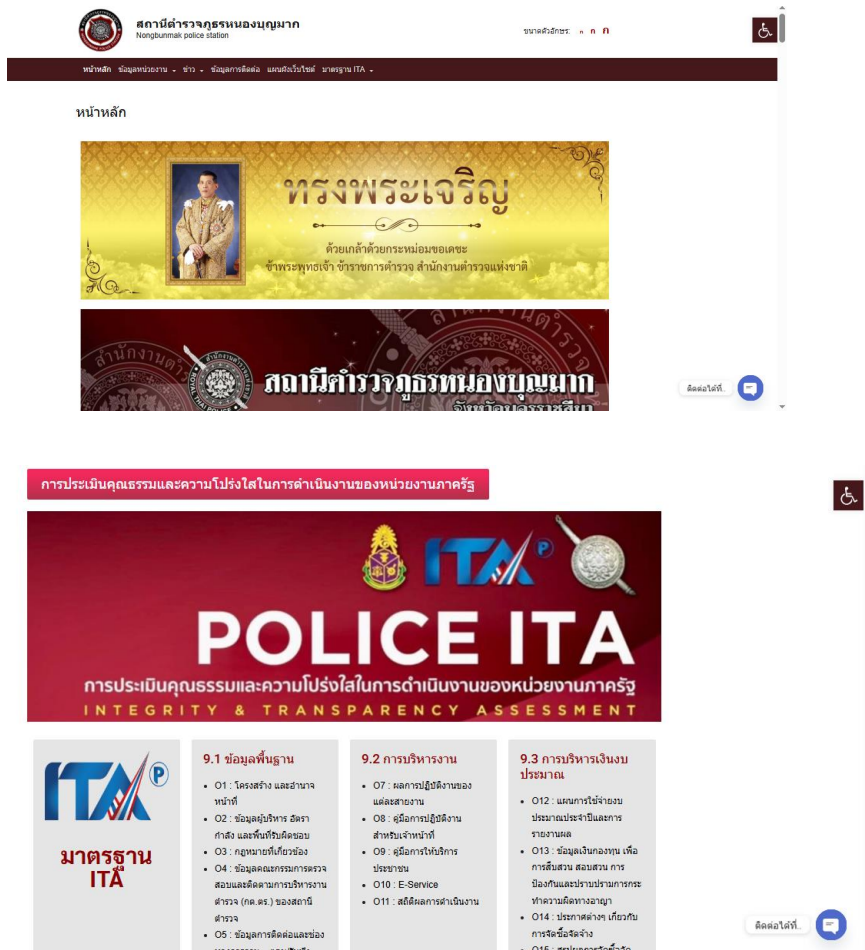 สถานีตำรวจภูธรหนองบุญมาก
Nongbunmak police station
ขนาดตัวอักษร: ก ก ก
หน้าหลัก ข้อมูลหน่วยงาน ข่าว ข้อมูลการติดต่อ แผนผังเว็บไซต์ มาตรฐาน ITA
หน้าหลัก
ทรงพระเจริญ
ด้วยเกล้าด้วยกระหม่อมขอเดชะ
ข้าพระพุทธเจ้า ข้าราชการตำรวจ สำนักงานตำรวจแห่งชาติ
สถานีตำรวจภูธรหนองบุญมาก
จังหวัดนครราชสีมา
ติดต่อได้ที่..
การประเมินคุณธรรมและความโปร่งใสในการดำเนินงานของหน่วยงานภาครัฐ
ITA P
POLICE ITA
การประเมินคุณธรรมและความโปร่งใสในการดำเนินงานของหน่วยงานภาครัฐ
INTEGRITY & TRANSPARENCY ASSESSMENT
ITA P
มาตรฐาน
ITA
9.1 ข้อมูลพื้นฐาน
O1 : โครงสร้าง และอำนาจ
หน้าที่
O2 : ข้อมูลผู้บริหาร อัตรา
กำลัง และพื้นที่รับผิดชอบ
O3 : กฎหมายที่เกี่ยวข้อง
O4 : ข้อมูลคณะกรรมการตรวจ
สอบและติดตามการบริหารงาน
ตำรวจ (กต.ตร.) ของสถานี
ตำรวจ
O5 : ข้อมูลการติดต่อและช่อง
9.2 การบริหารงาน
O7 : ผลการปฏิบัติงานของ
แต่ละสายงาน
O8 : คู่มือการปฏิบัติงาน
สำหรับเจ้าหน้าที่
O9 : คู่มือการให้บริการ
ประชาชน
O10 : E-Service
O11 : สถิติผลการดำเนินงาน
9.3 การบริหารเงินงบ
ประมาณ
O12 : แผนการใช้จ่ายงบ
ประมาณประจำปีและการ
รายงานผล
O13 : ข้อมูลเงินกองทุน เพื่อ
การสืบสวน สอบสวน การ
ป้องกันและปราบปรามการกระ
ทำความผิดทางอาญา
O14 : ประกาศต่างๆ เกี่ยวกับ
การจัดซื้อจัดจ้าง
O15 : สรุปผลการจัดซื้อจัด
ติดต่อได้ที่..